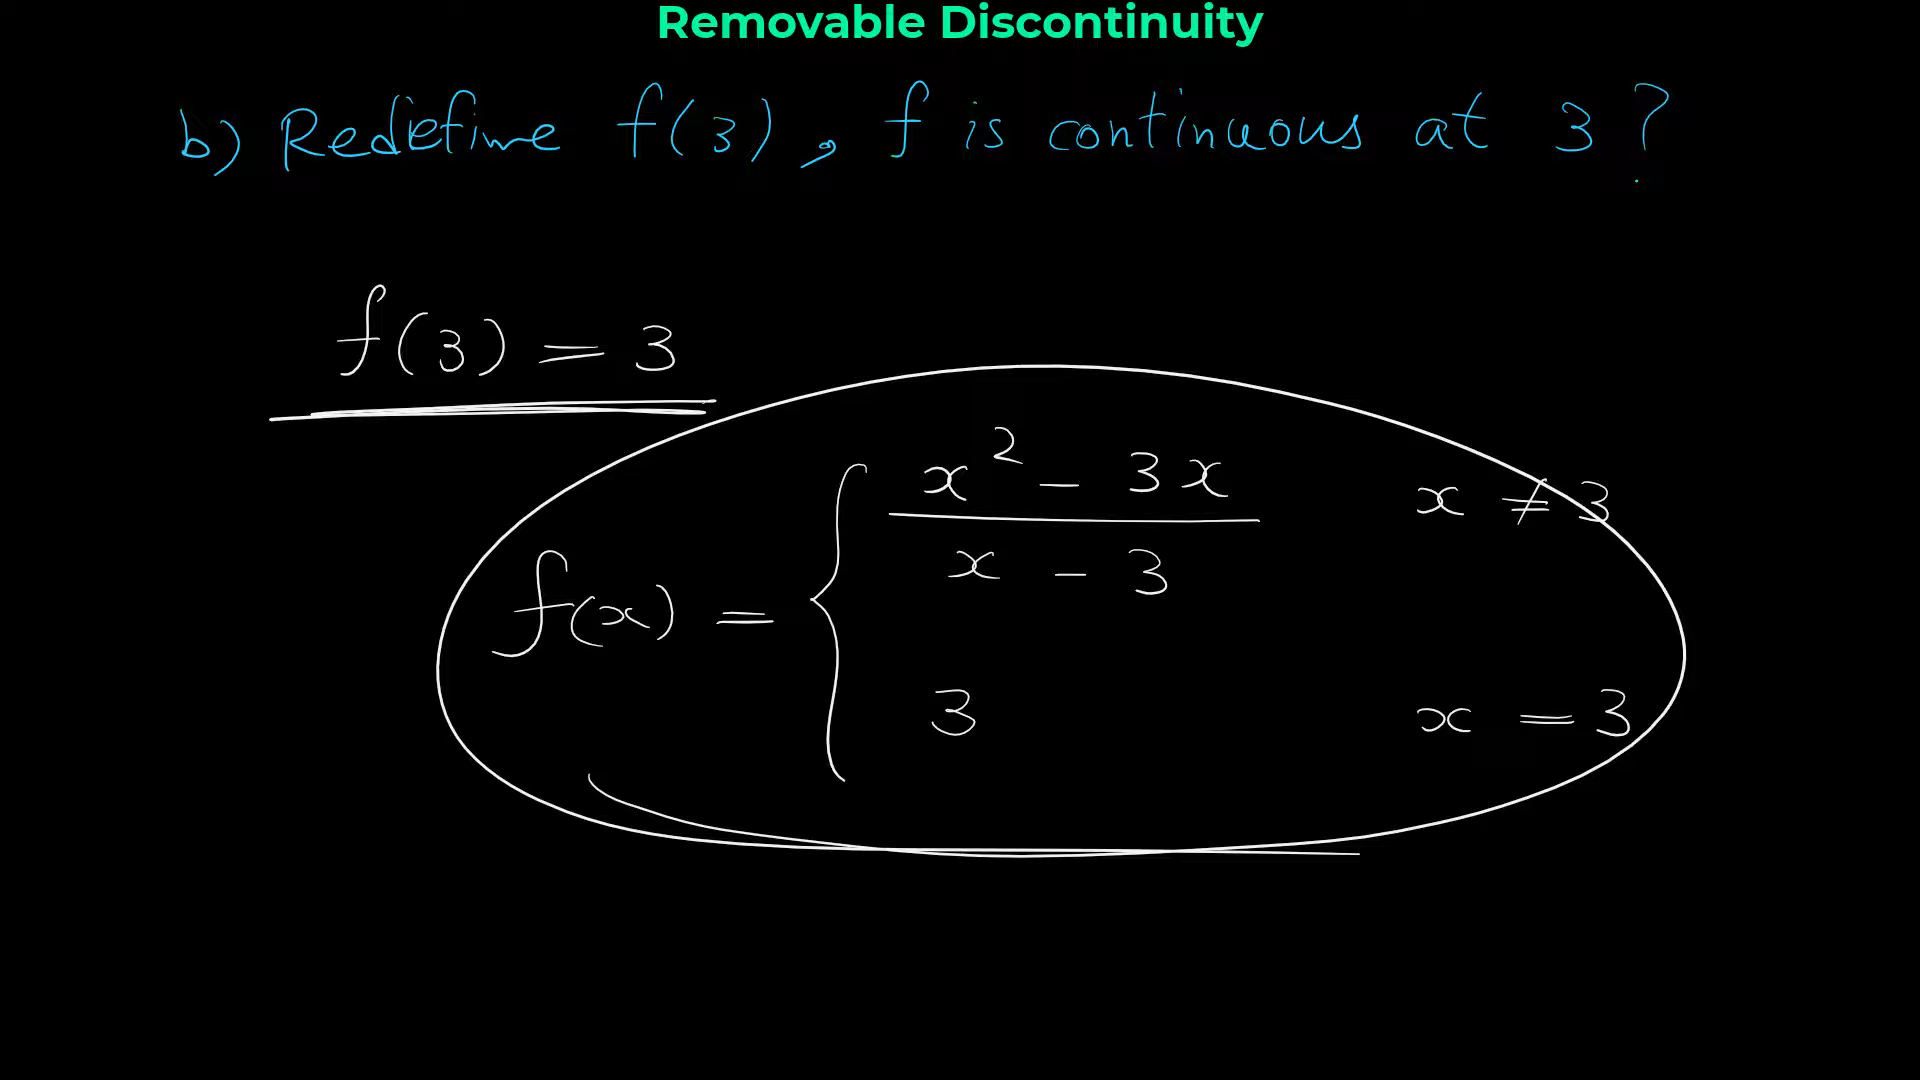 Removable Discontinuity
b) Redefine f(3), f is continuous at 3?
f(3) = 3
f(x) = { x² - 3x / x - 3    x ≠ 3
3    x = 3